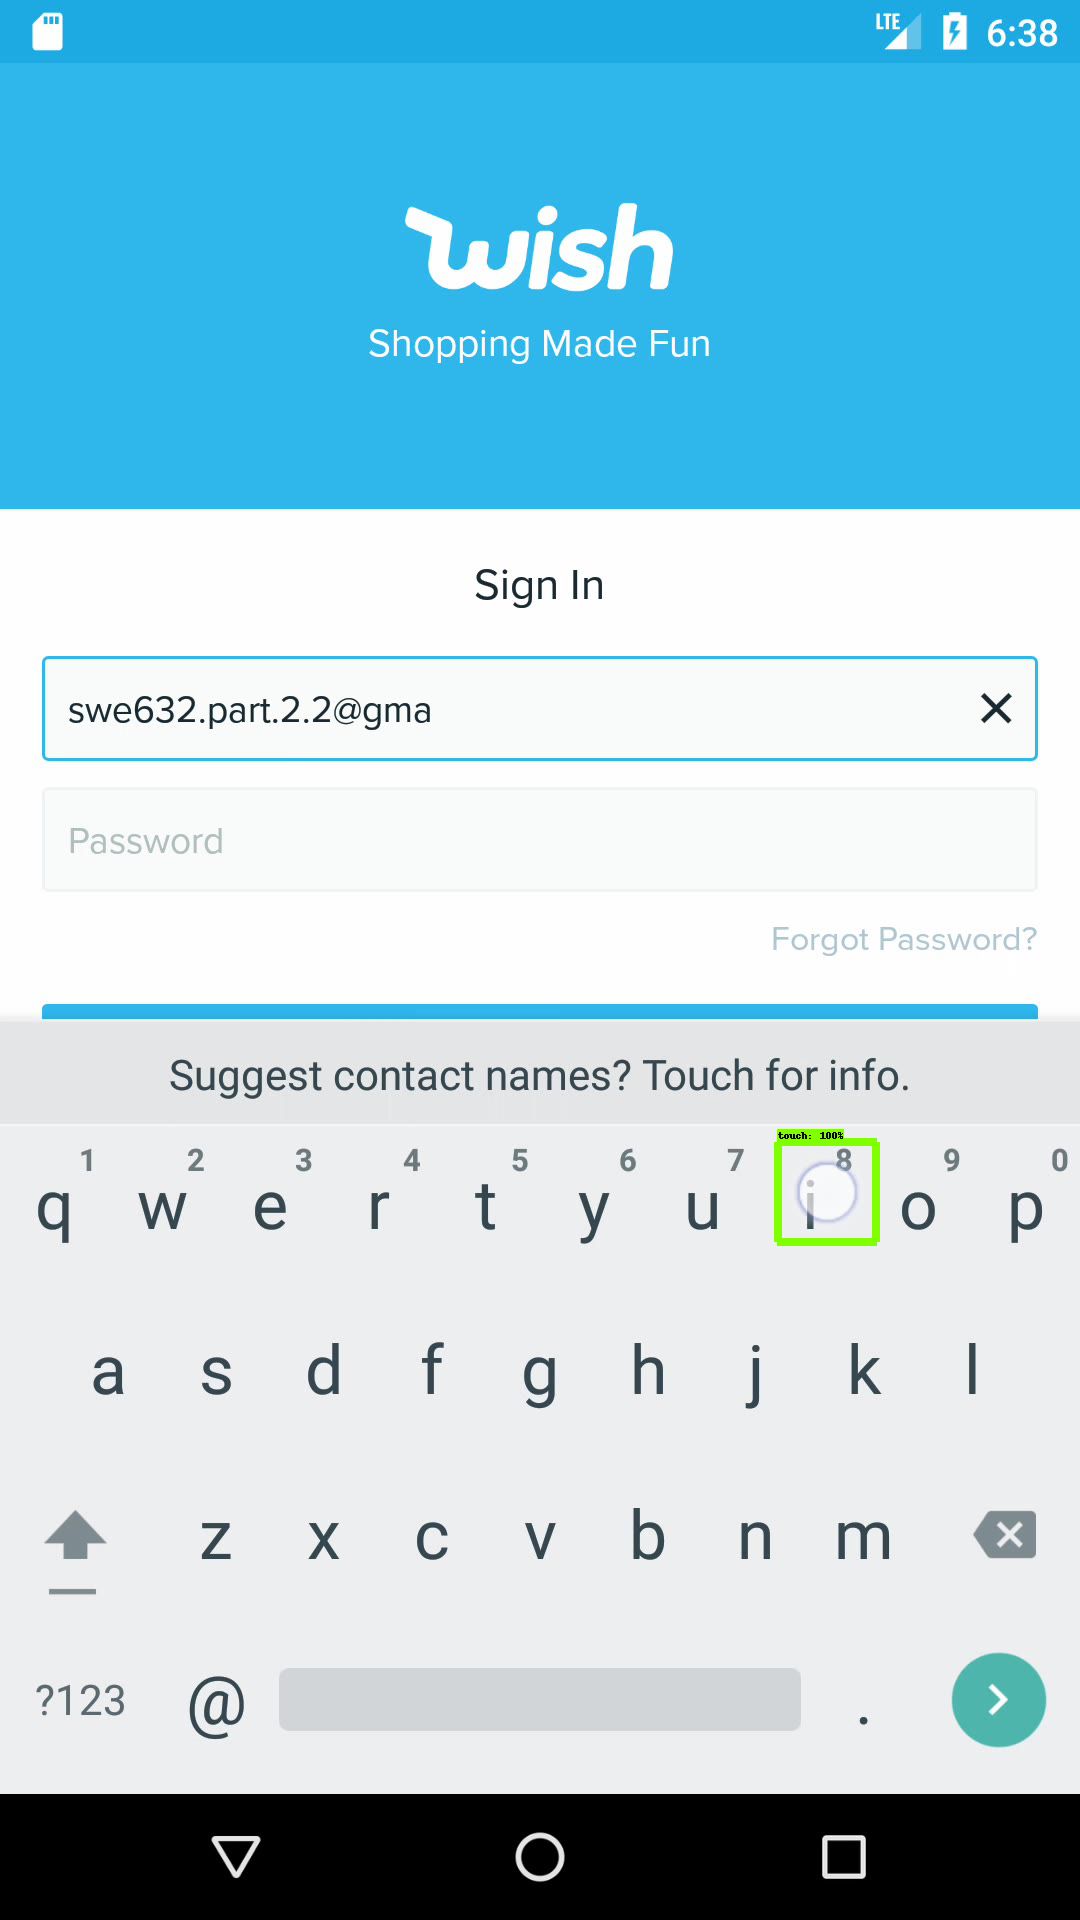 LTE 6:38
wish
Shopping Made Fun
Sign In
swe632.part.2.2@gma
Password
Forgot Password?
Suggest contact names? Touch for info.
touch: 100%
1 2 3 4 5 6 7 8 9 0
q w e r t y u i o p
a s d f g h j k l
z x c v b n m
?123 @ .